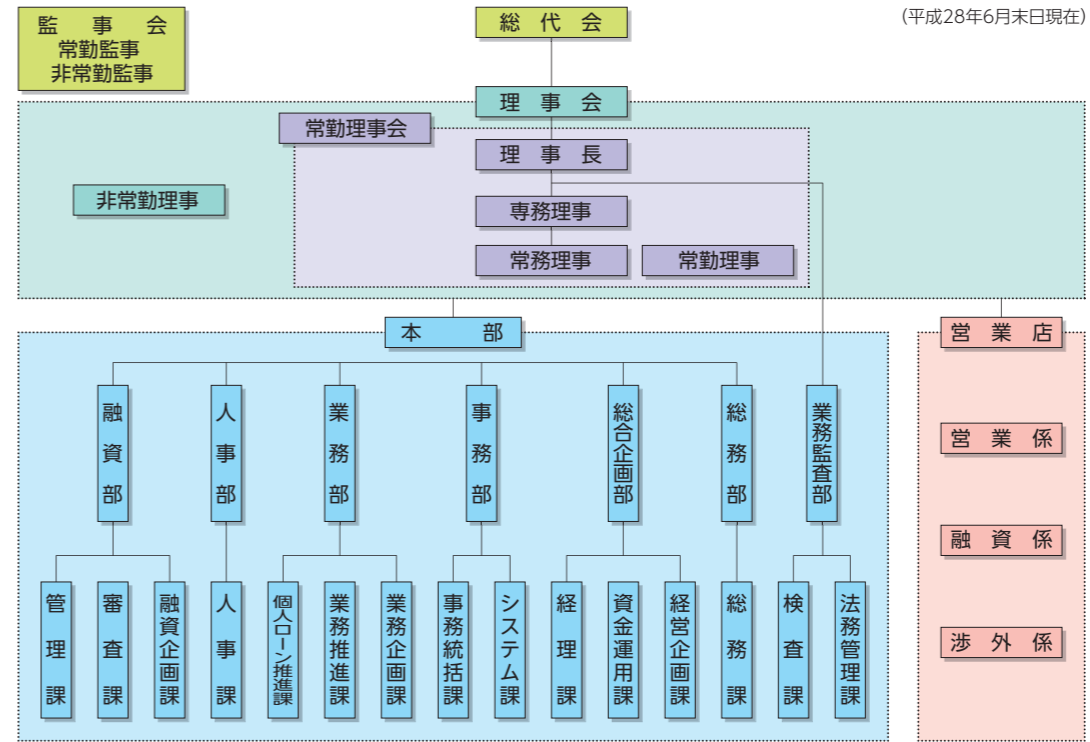 (平成28年6月末日現在)
監事会
常勤監事
非常勤監事
総代会
理事会
常勤理事会
理事長
非常勤理事
専務理事
常務理事
常勤理事
本部
営業店
融資部
人事部
業務部
事務部
総合企画部
総務部
業務監査部
管理課
審査課
融資企画課
人事課
個人ローン推進課
業務推進課
業務企画課
事務統括課
システム課
経理課
資金運用課
経営企画課
総務課
検査課
法務管理課
営業係
融資係
渉外係